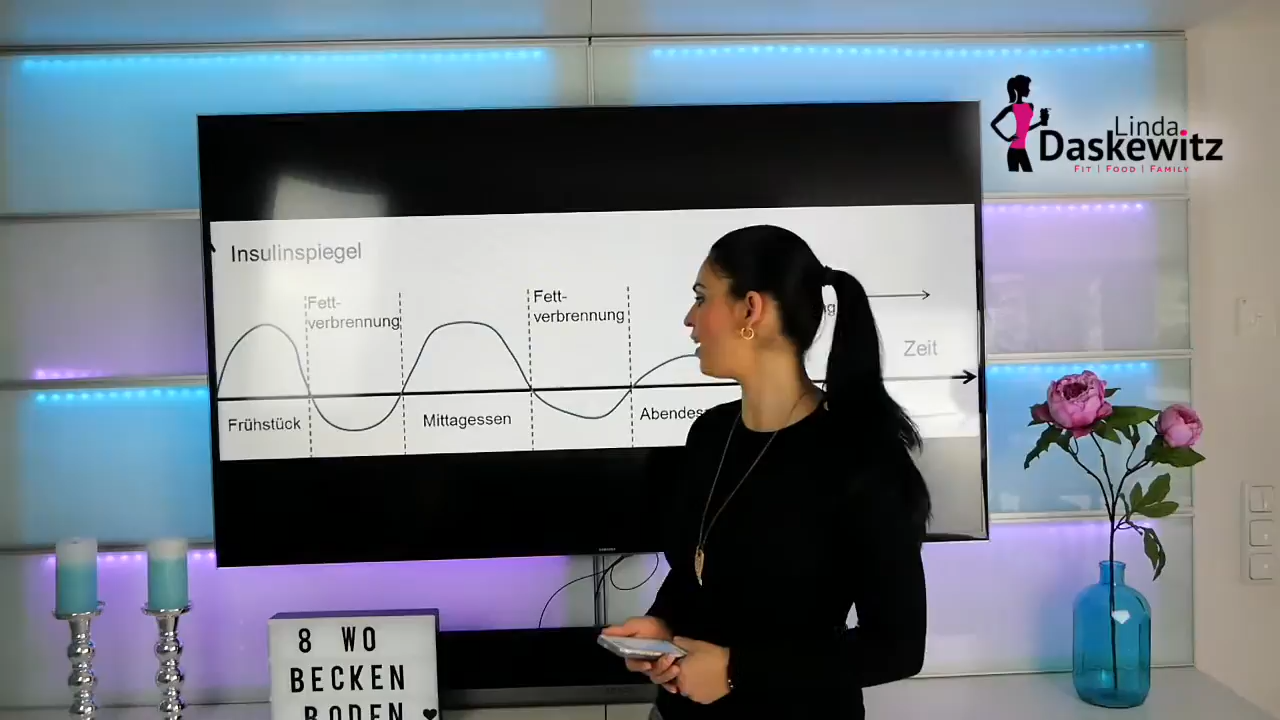 Linda
Daskewitz
FIT | FOOD | FAMILY
Insulinspiegel
Fett-
verbrennung
Fett-
verbrennung
Zeit
Frühstück
Mittagessen
8 WO
BECKEN
BODEN